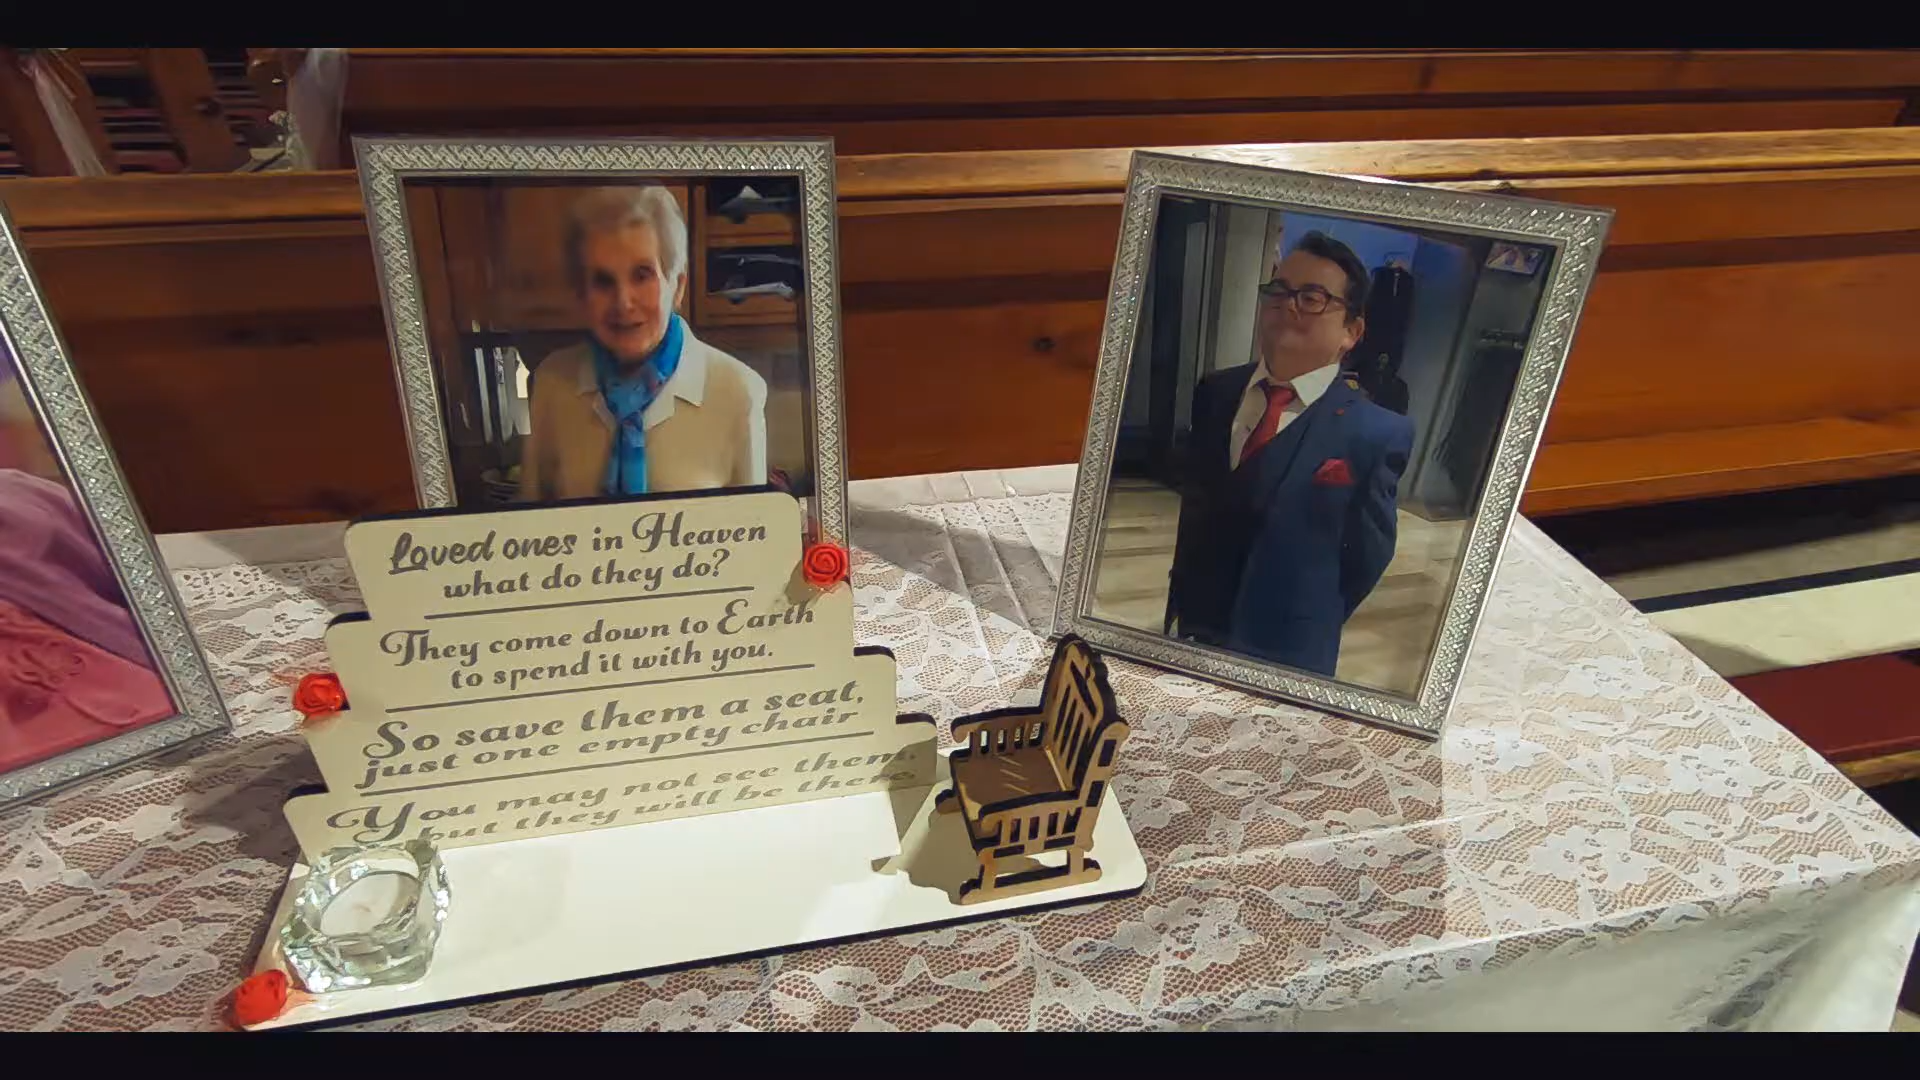 Loved ones in Heaven
what do they do?
They come down to Earth
to spend it with you.
So save them a seat,
just one empty chair
You may not see them,
but they will be there.